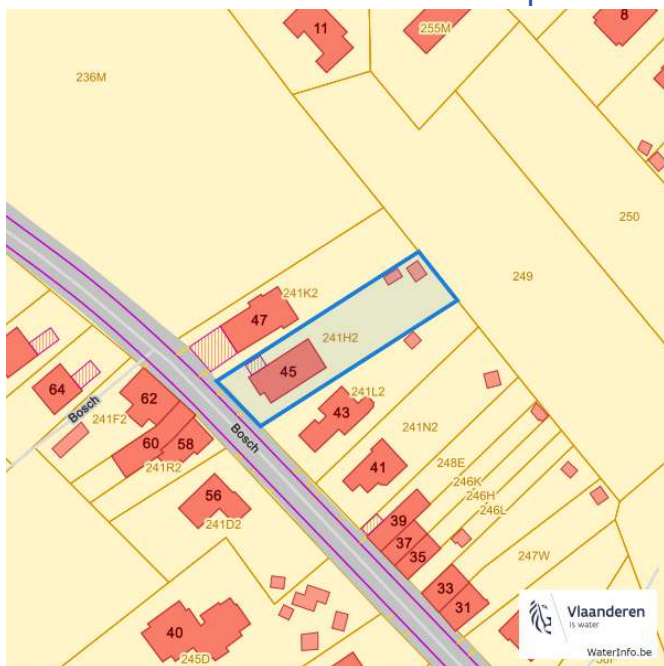 11
255M
8
236M
250
249
241K2
47
241H2
45
64
62
241L2
43
Bosch
241F2
Bosch
241N2
60
58
41
241R2
248E
246K
246H
246L
56
39
241D2
37
35
247W
33
31
40
245D
Vlaanderen
is water
WaterInfo.be